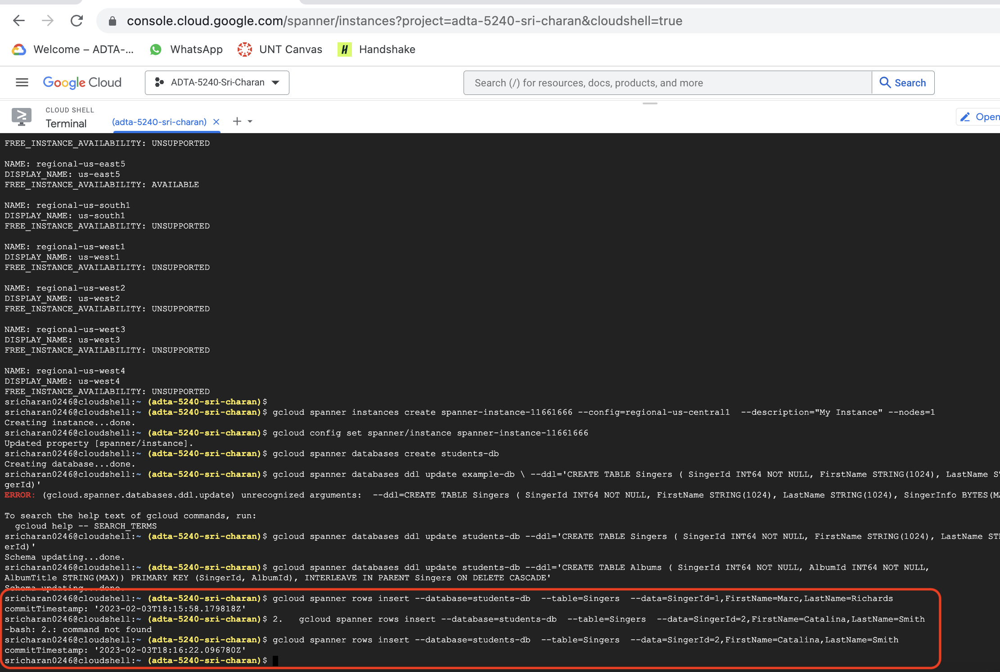 console.cloud.google.com/spanner/instances?project=adta-5240-sri-charan&cloudshell=true
Welcome – ADTA-...
WhatsApp
UNT Canvas
H
Handshake
Google Cloud
ADTA-5240-Sri-Charan
Search (/) for resources, docs, products, and more
Search
CLOUD SHELL
Terminal
(adta-5240-sri-charan)
Open
FREE_INSTANCE_AVAILABILITY: UNSUPPORTED
NAME: regional-us-east5
DISPLAY_NAME: us-east5
FREE_INSTANCE_AVAILABILITY: AVAILABLE
NAME: regional-us-south1
DISPLAY_NAME: us-south1
FREE_INSTANCE_AVAILABILITY: UNSUPPORTED
NAME: regional-us-west1
DISPLAY_NAME: us-west1
FREE_INSTANCE_AVAILABILITY: UNSUPPORTED
NAME: regional-us-west2
DISPLAY_NAME: us-west2
FREE_INSTANCE_AVAILABILITY: UNSUPPORTED
NAME: regional-us-west3
DISPLAY_NAME: us-west3
FREE_INSTANCE_AVAILABILITY: UNSUPPORTED
NAME: regional-us-west4
DISPLAY_NAME: us-west4
FREE_INSTANCE_AVAILABILITY: UNSUPPORTED
sricharan0246@cloudshell:~ (adta-5240-sri-charan)$
sricharan0246@cloudshell:~ (adta-5240-sri-charan)$ gcloud spanner instances create spanner-instance-11661666 --config=regional-us-central1  --description="My Instance" --nodes=1
Creating instance...done.
sricharan0246@cloudshell:~ (adta-5240-sri-charan)$ gcloud config set spanner/instance spanner-instance-11661666
Updated property [spanner/instance].
sricharan0246@cloudshell:~ (adta-5240-sri-charan)$ gcloud spanner databases create students-db
Creating database...done.
sricharan0246@cloudshell:~ (adta-5240-sri-charan)$ gcloud spanner databases ddl update example-db \ --ddl='CREATE TABLE Singers ( SingerId INT64 NOT NULL, FirstName STRING(1024), LastName ST
gerId)'
ERROR: (gcloud.spanner.databases.ddl.update) unrecognized arguments:  --ddl=CREATE TABLE Singers ( SingerId INT64 NOT NULL, FirstName STRING(1024), LastName STRING(1024), SingerInfo BYTES(MA
To search the help text of gcloud commands, run:
  gcloud help -- SEARCH_TERMS
sricharan0246@cloudshell:~ (adta-5240-sri-charan)$ gcloud spanner databases ddl update students-db --ddl='CREATE TABLE Singers ( SingerId INT64 NOT NULL, FirstName STRING(1024), LastName STR
erId)'
Schema updating...done.
sricharan0246@cloudshell:~ (adta-5240-sri-charan)$ gcloud spanner databases ddl update students-db --ddl='CREATE TABLE Albums ( SingerId INT64 NOT NULL, AlbumId INT64 NOT NULL,
AlbumTitle STRING(MAX)) PRIMARY KEY (SingerId, AlbumId), INTERLEAVE IN PARENT Singers ON DELETE CASCADE'
Schema updating...done.
sricharan0246@cloudshell:~ (adta-5240-sri-charan)$ gcloud spanner rows insert --database=students-db  --table=Singers  --data=SingerId=1,FirstName=Marc,LastName=Richards
commitTimestamp: '2023-02-03T18:15:58.179818Z'
sricharan0246@cloudshell:~ (adta-5240-sri-charan)$ 2.   gcloud spanner rows insert --database=students-db  --table=Singers  --data=SingerId=2,FirstName=Catalina,LastName=Smith
-bash: 2.: command not found
sricharan0246@cloudshell:~ (adta-5240-sri-charan)$ gcloud spanner rows insert --database=students-db  --table=Singers  --data=SingerId=2,FirstName=Catalina,LastName=Smith
commitTimestamp: '2023-02-03T18:16:22.096780Z'
sricharan0246@cloudshell:~ (adta-5240-sri-charan)$